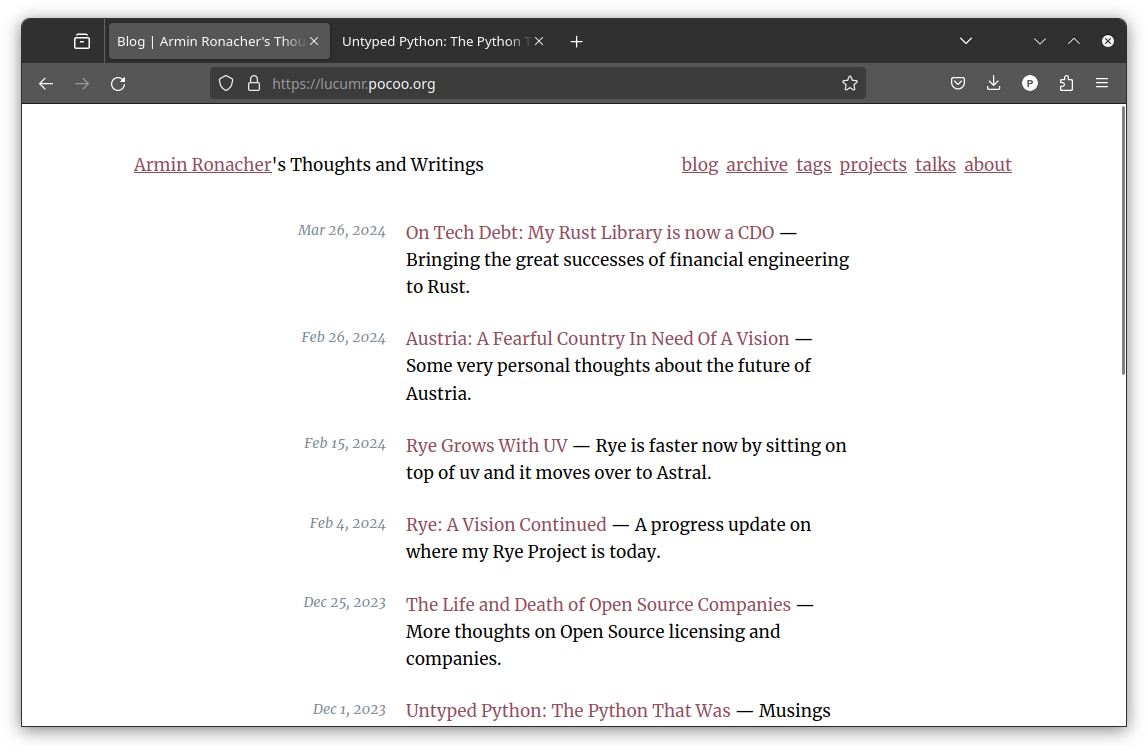 Blog | Armin Ronacher's Thou
Untyped Python: The Python T
https://lucumr.pocoo.org
P
Armin Ronacher's Thoughts and Writings
blog archive tags projects talks about
Mar 26, 2024
On Tech Debt: My Rust Library is now a CDO —
Bringing the great successes of financial engineering
to Rust.
Feb 26, 2024
Austria: A Fearful Country In Need Of A Vision —
Some very personal thoughts about the future of
Austria.
Feb 15, 2024
Rye Grows With UV — Rye is faster now by sitting on
top of uv and it moves over to Astral.
Feb 4, 2024
Rye: A Vision Continued — A progress update on
where my Rye Project is today.
Dec 25, 2023
The Life and Death of Open Source Companies —
More thoughts on Open Source licensing and
companies.
Dec 1, 2023
Untyped Python: The Python That Was — Musings